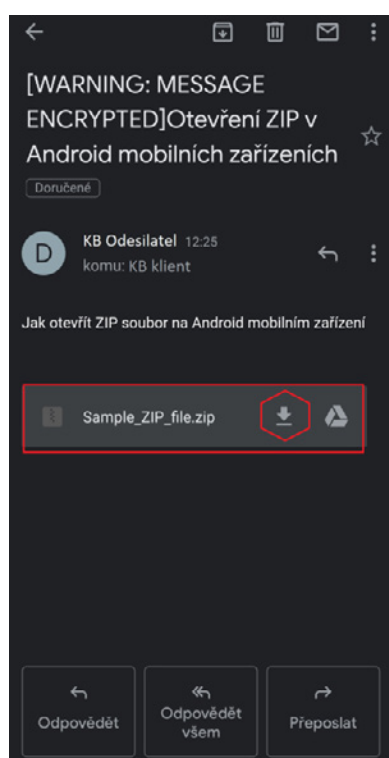 [WARNING: MESSAGE
ENCRYPTED]Otevření ZIP v
Android mobilních zařízeních
Doručené
D
KB Odesilatel 12:25
komu: KB klient
Jak otevřít ZIP soubor na Android mobilním zařízení
Sample_ZIP_file.zip
Odpovědět
Odpovědět
všem
Přeposlat